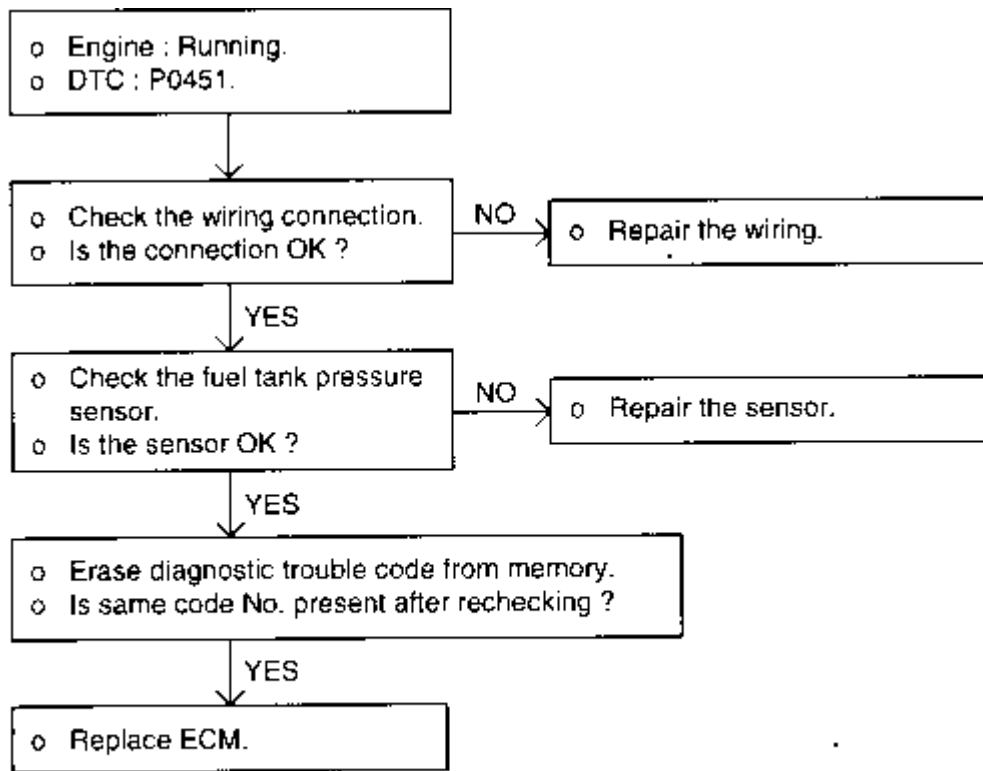 o Engine : Running.
o DTC : P0451.
o Check the wiring connection.
o Is the connection OK ?
NO
o Repair the wiring.
YES
o Check the fuel tank pressure
sensor.
o Is the sensor OK ?
NO
o Repair the sensor.
YES
o Erase diagnostic trouble code from memory.
o Is same code No. present after rechecking ?
YES
o Replace ECM.